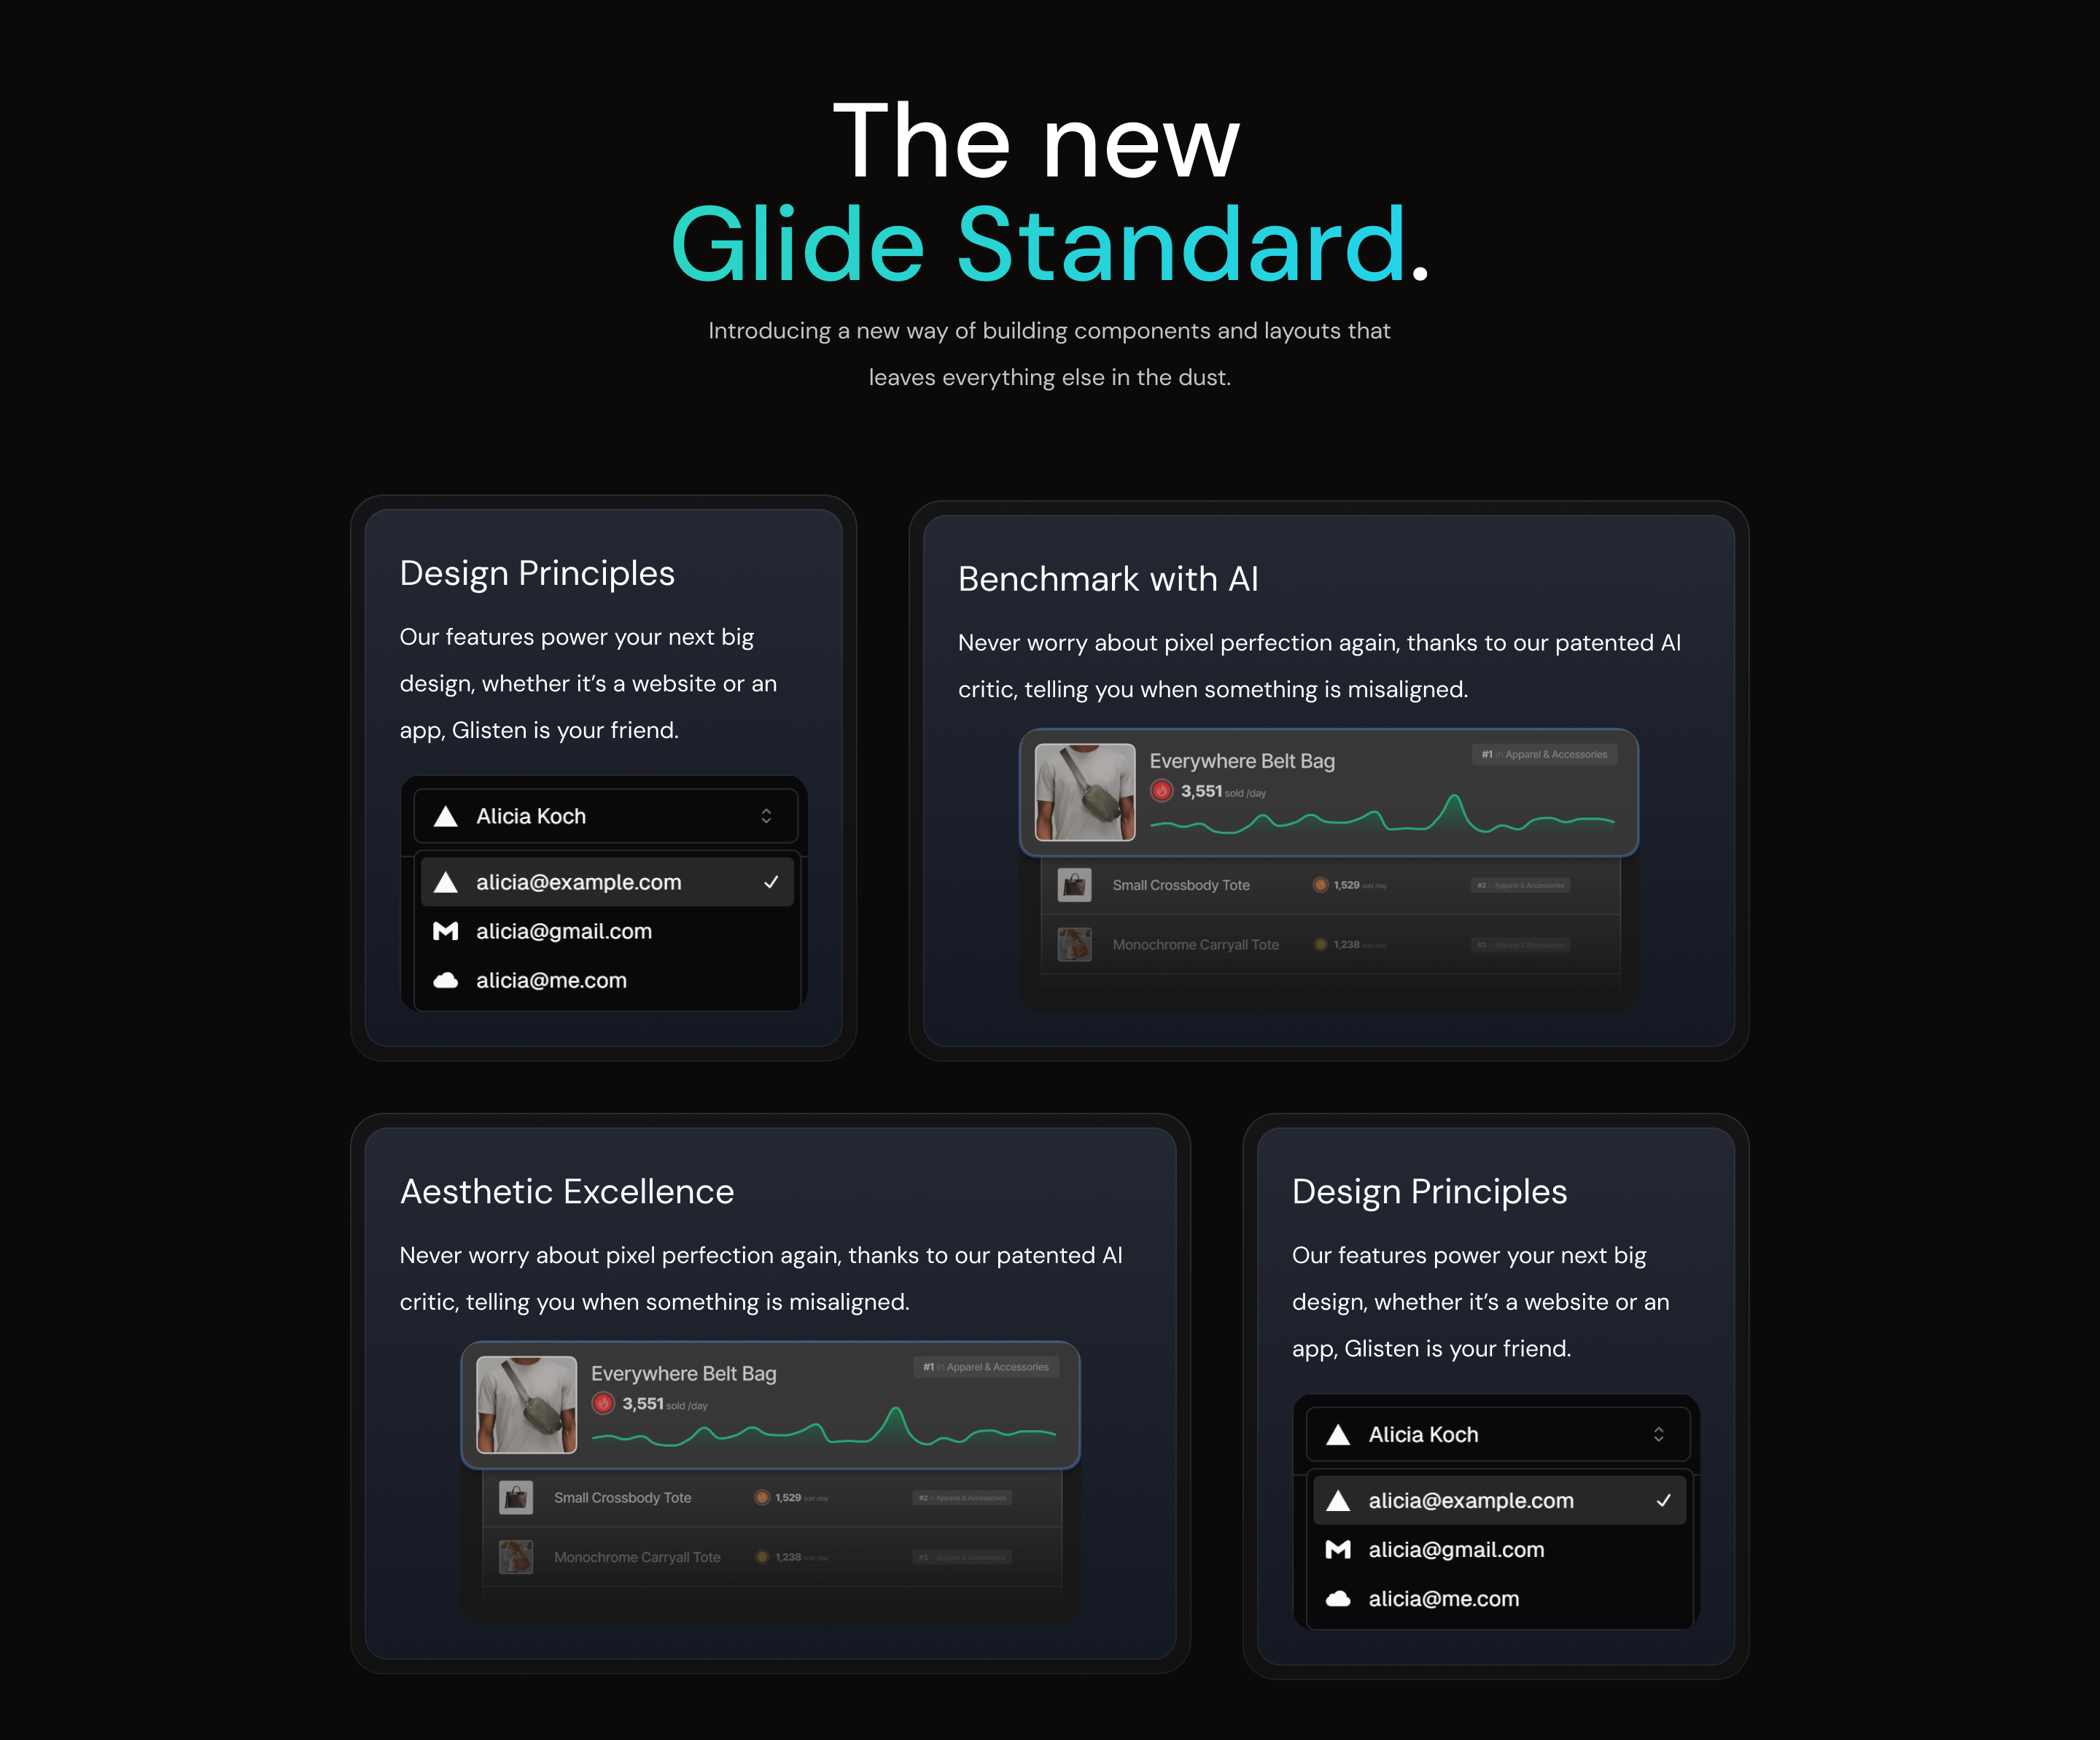 The new
Glide Standard.
Introducing a new way of building components and layouts that
leaves everything else in the dust.
Design Principles
Our features power your next big
design, whether it’s a website or an
app, Glisten is your friend.
Alicia Koch
alicia@example.com
alicia@gmail.com
alicia@me.com
Benchmark with AI
Never worry about pixel perfection again, thanks to our patented AI
critic, telling you when something is misaligned.
Everywhere Belt Bag
#1 in Apparel & Accessories
3,551 sold /day
Small Crossbody Tote
1,529 sold /day
#2 in Apparel & Accessories
Monochrome Carryall Tote
1,238 sold /day
#3 in Apparel & Accessories
Aesthetic Excellence
Never worry about pixel perfection again, thanks to our patented AI
critic, telling you when something is misaligned.
Everywhere Belt Bag
#1 in Apparel & Accessories
3,551 sold /day
Small Crossbody Tote
1,529 sold /day
#2 in Apparel & Accessories
Monochrome Carryall Tote
1,238 sold /day
#3 in Apparel & Accessories
Design Principles
Our features power your next big
design, whether it’s a website or an
app, Glisten is your friend.
Alicia Koch
alicia@example.com
alicia@gmail.com
alicia@me.com